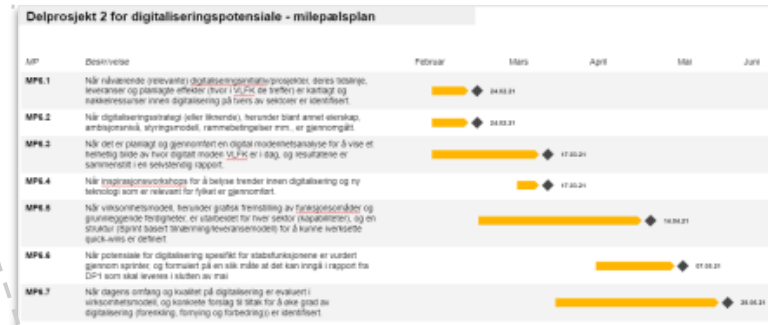 Delprosjekt 2 for digitaliseringspotensiale - milepælsplan
MP Beskrivelse Februar Mars April Mai Juni
MP6.1 Når nåværende (relevante) digitaliseringsinitiativ/prosjekter, deres tidslinje,
leveranser og planlagte effekter (hvor i VLFK de treffer) er kartlagt og
nøkkelressurser innen digitalisering på tvers av sektorer er identifisert.
24.02.21
MP6.2 Når digitaliseringsstrategi (eller liknende), herunder blant annet eierskap,
ambisjonsnivå, styringsmodell, rammebetingelser mm., er gjennomgått.
24.02.21
MP6.3 Når det er planlagt og gjennomført en digital modenhetsanalyse for å vise et
helhetlig bilde av hvor digitalt moden VLFK er i dag, og resultatene er
sammenstilt i en selvstendig rapport.
17.03.21
MP6.4 Når inspirasjonsworkshops for å belyse trender innen digitalisering og ny
teknologi som er relevant for fylket er gjennomført.
17.03.21
MP6.5 Når virksomhetsmodell, herunder grafisk fremstilling av funksjonsområder og
grunnleggende ferdigheter, er utarbeidet for hver sektor (kapabiliteter), og en
struktur (Sprint basert tilnærming/leveransemodell) for å kunne iverksette
quick-wins er definert
14.04.21
MP6.6 Når potensiale for digitalisering spesifikt for stabsfunksjonene er vurdert
gjennom sprinter, og formulert på en slik måte at det kan inngå i rapport fra
DP1 som skal leveres i slutten av mai
07.05.21
MP6.7 Når dagens omfang og kvalitet på digitalisering er evaluert i
virksomhetsmodell, og konkrete forslag til tiltak for å øke grad av
digitalisering (forenkling, fornying og forbedring)) er identifisert.